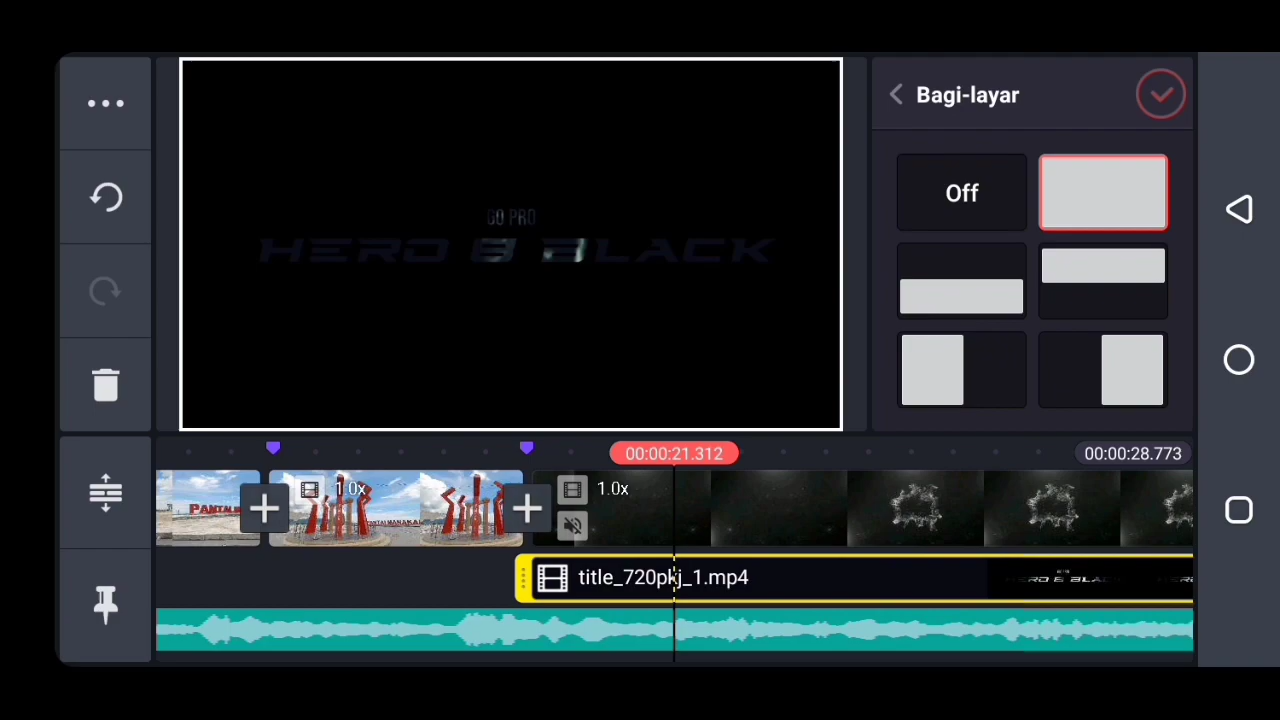 Bagi-layar
Off
GO PRO
HERO 8 BLACK
00:00:21.312
00:00:28.773
1.0x
1.0x
title_720pkj_1.mp4